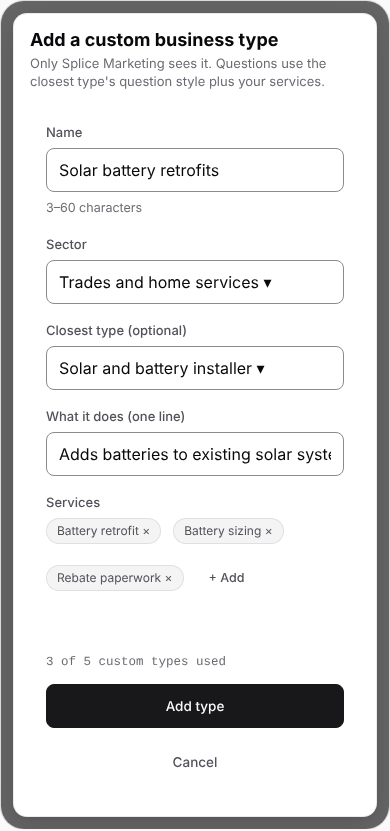 Add a custom business type
Only Splice Marketing sees it. Questions use the
closest type's question style plus your services.
Name
Solar battery retrofits
3–60 characters
Sector
Trades and home services ▾
Closest type (optional)
Solar and battery installer ▾
What it does (one line)
Adds batteries to existing solar syste
Services
Battery retrofit × Battery sizing ×
Rebate paperwork × + Add
3 of 5 custom types used
Add type
Cancel